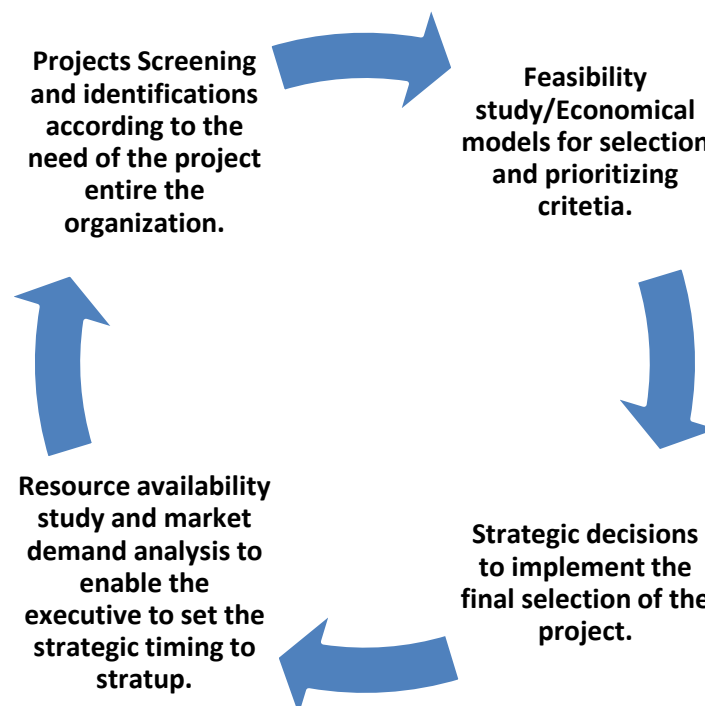 Projects Screening
and identifications
according to the
need of the project
entire the
organization.
Feasibility
study/Economical
models for selection
and prioritizing
critetia.
Strategic decisions
to implement the
final selection of the
project.
Resource availability
study and market
demand analysis to
enable the
executive to set the
strategic timing to
stratup.